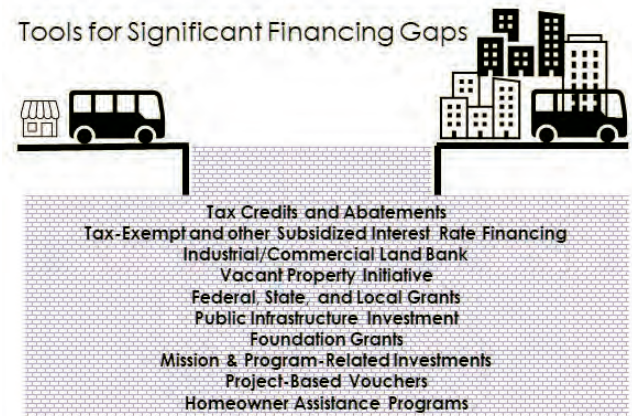 Tools for Significant Financing Gaps
Tax Credits and Abatements
Tax-Exempt and other Subsidized Interest Rate Financing
Industrial/Commercial Land Bank
Vacant Property Initiative
Federal, State, and Local Grants
Public Infrastructure Investment
Foundation Grants
Mission & Program-Related Investments
Project-Based Vouchers
Homeowner Assistance Programs